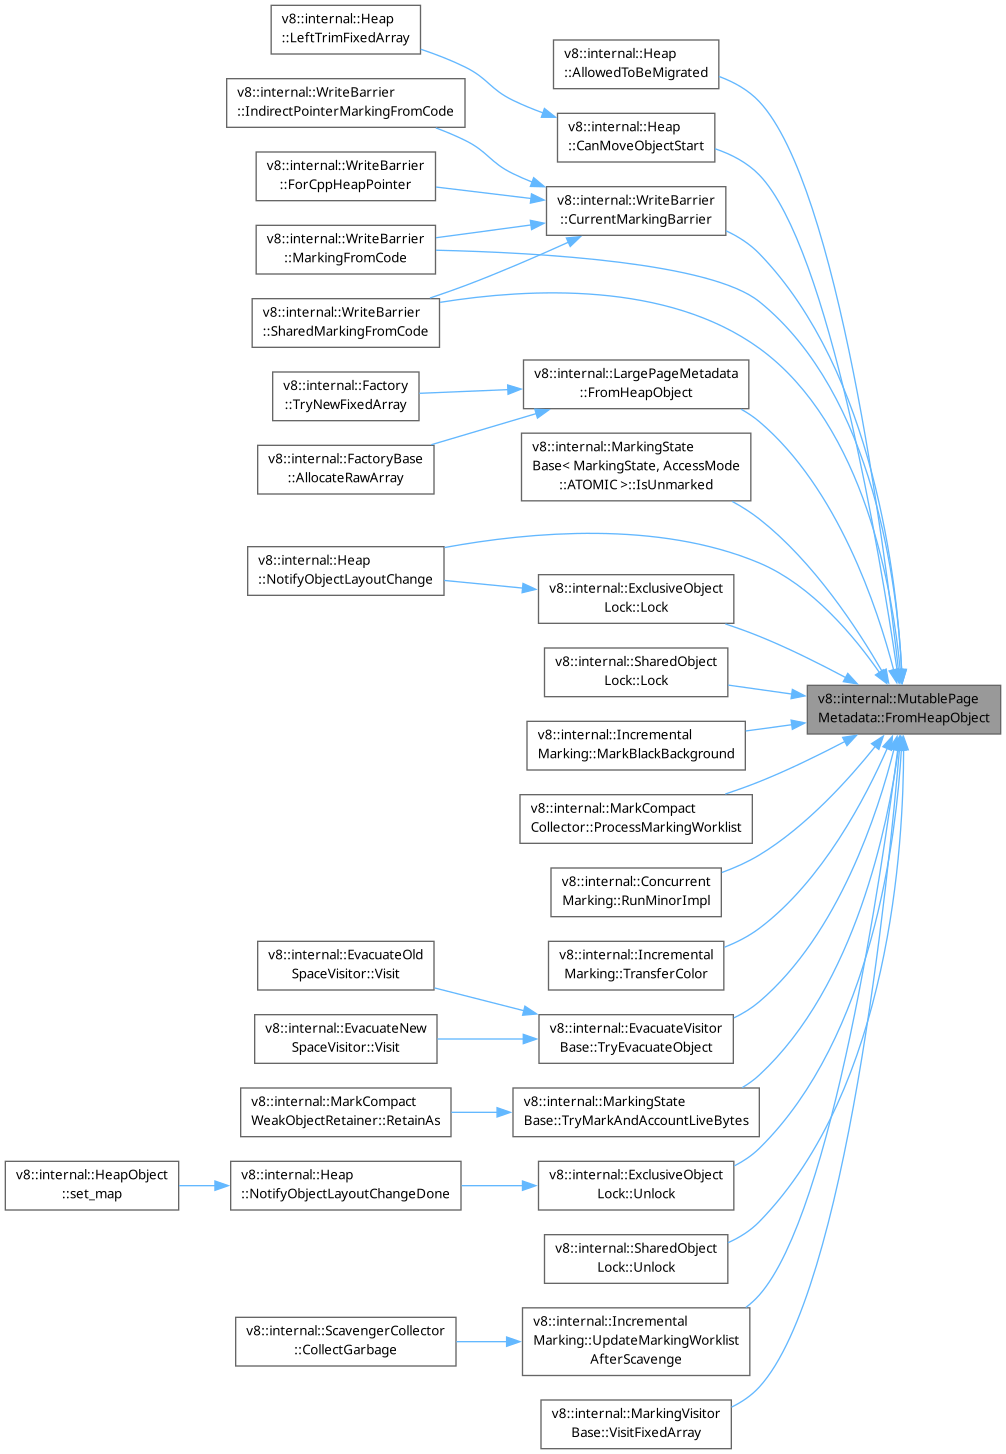 v8::internal::Heap
::LeftTrimFixedArray
v8::internal::Heap
::AllowedToBeMigrated
v8::internal::WriteBarrier
::IndirectPointerMarkingFromCode
v8::internal::Heap
::CanMoveObjectStart
v8::internal::WriteBarrier
::ForCppHeapPointer
v8::internal::WriteBarrier
::CurrentMarkingBarrier
v8::internal::WriteBarrier
::MarkingFromCode
v8::internal::WriteBarrier
::SharedMarkingFromCode
v8::internal::LargePageMetadata
::FromHeapObject
v8::internal::Factory
::TryNewFixedArray
v8::internal::MarkingState
Base< MarkingState, AccessMode
::ATOMIC >::IsUnmarked
v8::internal::FactoryBase
::AllocateRawArray
v8::internal::Heap
::NotifyObjectLayoutChange
v8::internal::ExclusiveObject
Lock::Lock
v8::internal::SharedObject
Lock::Lock
v8::internal::MutablePage
Metadata::FromHeapObject
v8::internal::Incremental
Marking::MarkBlackBackground
v8::internal::MarkCompact
Collector::ProcessMarkingWorklist
v8::internal::Concurrent
Marking::RunMinorImpl
v8::internal::EvacuateOld
SpaceVisitor::Visit
v8::internal::Incremental
Marking::TransferColor
v8::internal::EvacuateNew
SpaceVisitor::Visit
v8::internal::EvacuateVisitor
Base::TryEvacuateObject
v8::internal::MarkCompact
WeakObjectRetainer::RetainAs
v8::internal::MarkingState
Base::TryMarkAndAccountLiveBytes
v8::internal::HeapObject
::set_map
v8::internal::Heap
::NotifyObjectLayoutChangeDone
v8::internal::ExclusiveObject
Lock::Unlock
v8::internal::SharedObject
Lock::Unlock
v8::internal::ScavengerCollector
::CollectGarbage
v8::internal::Incremental
Marking::UpdateMarkingWorklist
AfterScavenge
v8::internal::MarkingVisitor
Base::VisitFixedArray